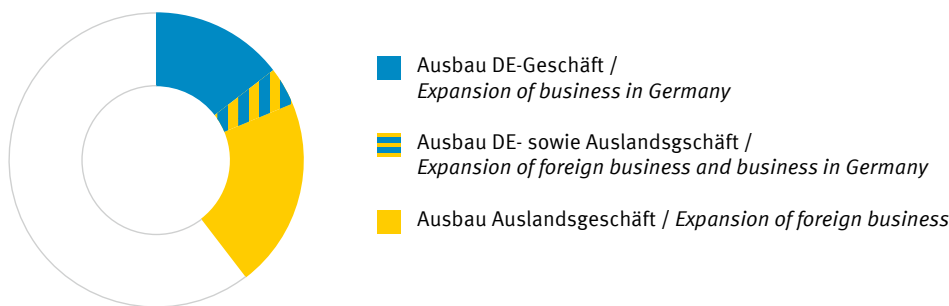 Ausbau DE-Geschäft /
Expansion of business in Germany
Ausbau DE- sowie Auslandsgschäft /
Expansion of foreign business and business in Germany
Ausbau Auslandsgeschäft / Expansion of foreign business